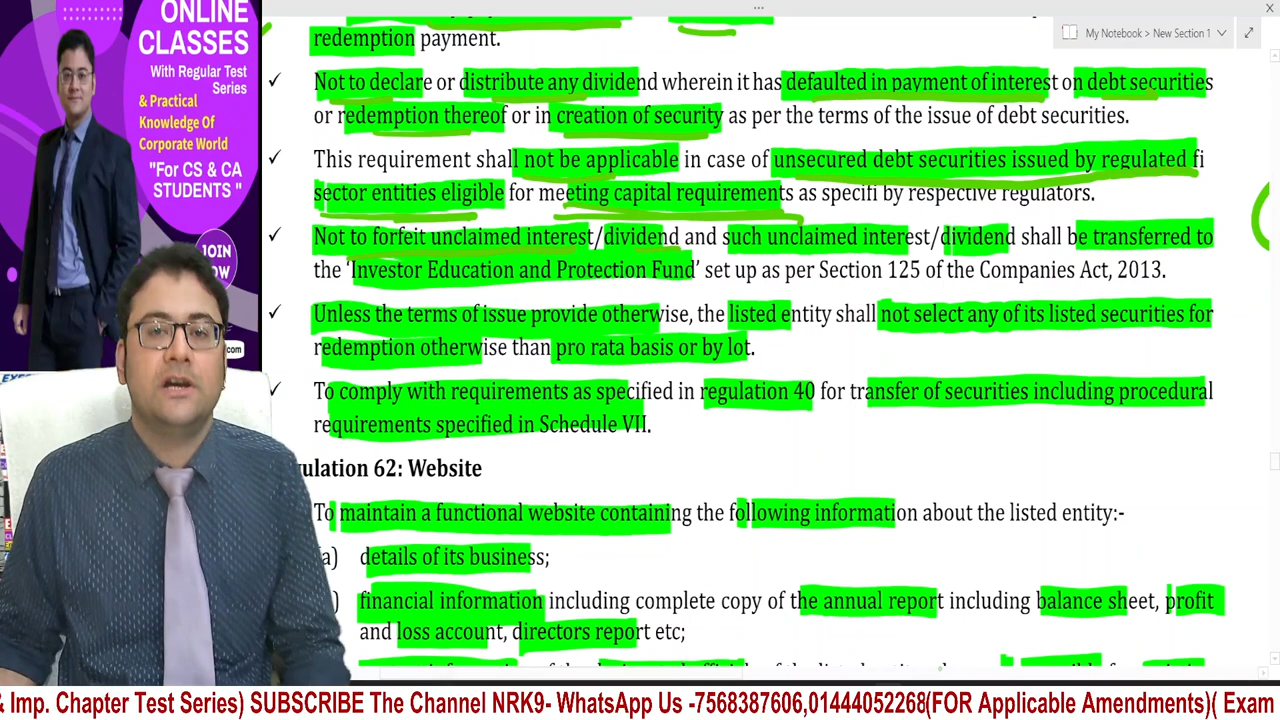 ONLINE
CLASSES
With Regular Test
Series
& Practical
Knowledge Of
Corporate World
"For CS & CA
STUDENTS "
JOIN
.com
My Notebook > New Section 1
redemption payment.
✓ Not to declare or distribute any dividend wherein it has defaulted in payment of interest on debt securities
or redemption thereof or in creation of security as per the terms of the issue of debt securities.
✓ This requirement shall not be applicable in case of unsecured debt securities issued by regulated fi
sector entities eligible for meeting capital requirements as specifi by respective regulators.
✓ Not to forfeit unclaimed interest/dividend and such unclaimed interest/dividend shall be transferred to
the ‘Investor Education and Protection Fund’ set up as per Section 125 of the Companies Act, 2013.
✓ Unless the terms of issue provide otherwise, the listed entity shall not select any of its listed securities for
redemption otherwise than pro rata basis or by lot.
✓ To comply with requirements as specified in regulation 40 for transfer of securities including procedural
requirements specified in Schedule VII.
ulation 62: Website
To maintain a functional website containing the following information about the listed entity:-
a) details of its business;
) financial information including complete copy of the annual report including balance sheet, profit
and loss account, directors report etc;
& Imp. Chapter Test Series) SUBSCRIBE The Channel NRK9- WhatsApp Us -7568387606,01444052268(FOR Applicable Amendments)( Exam